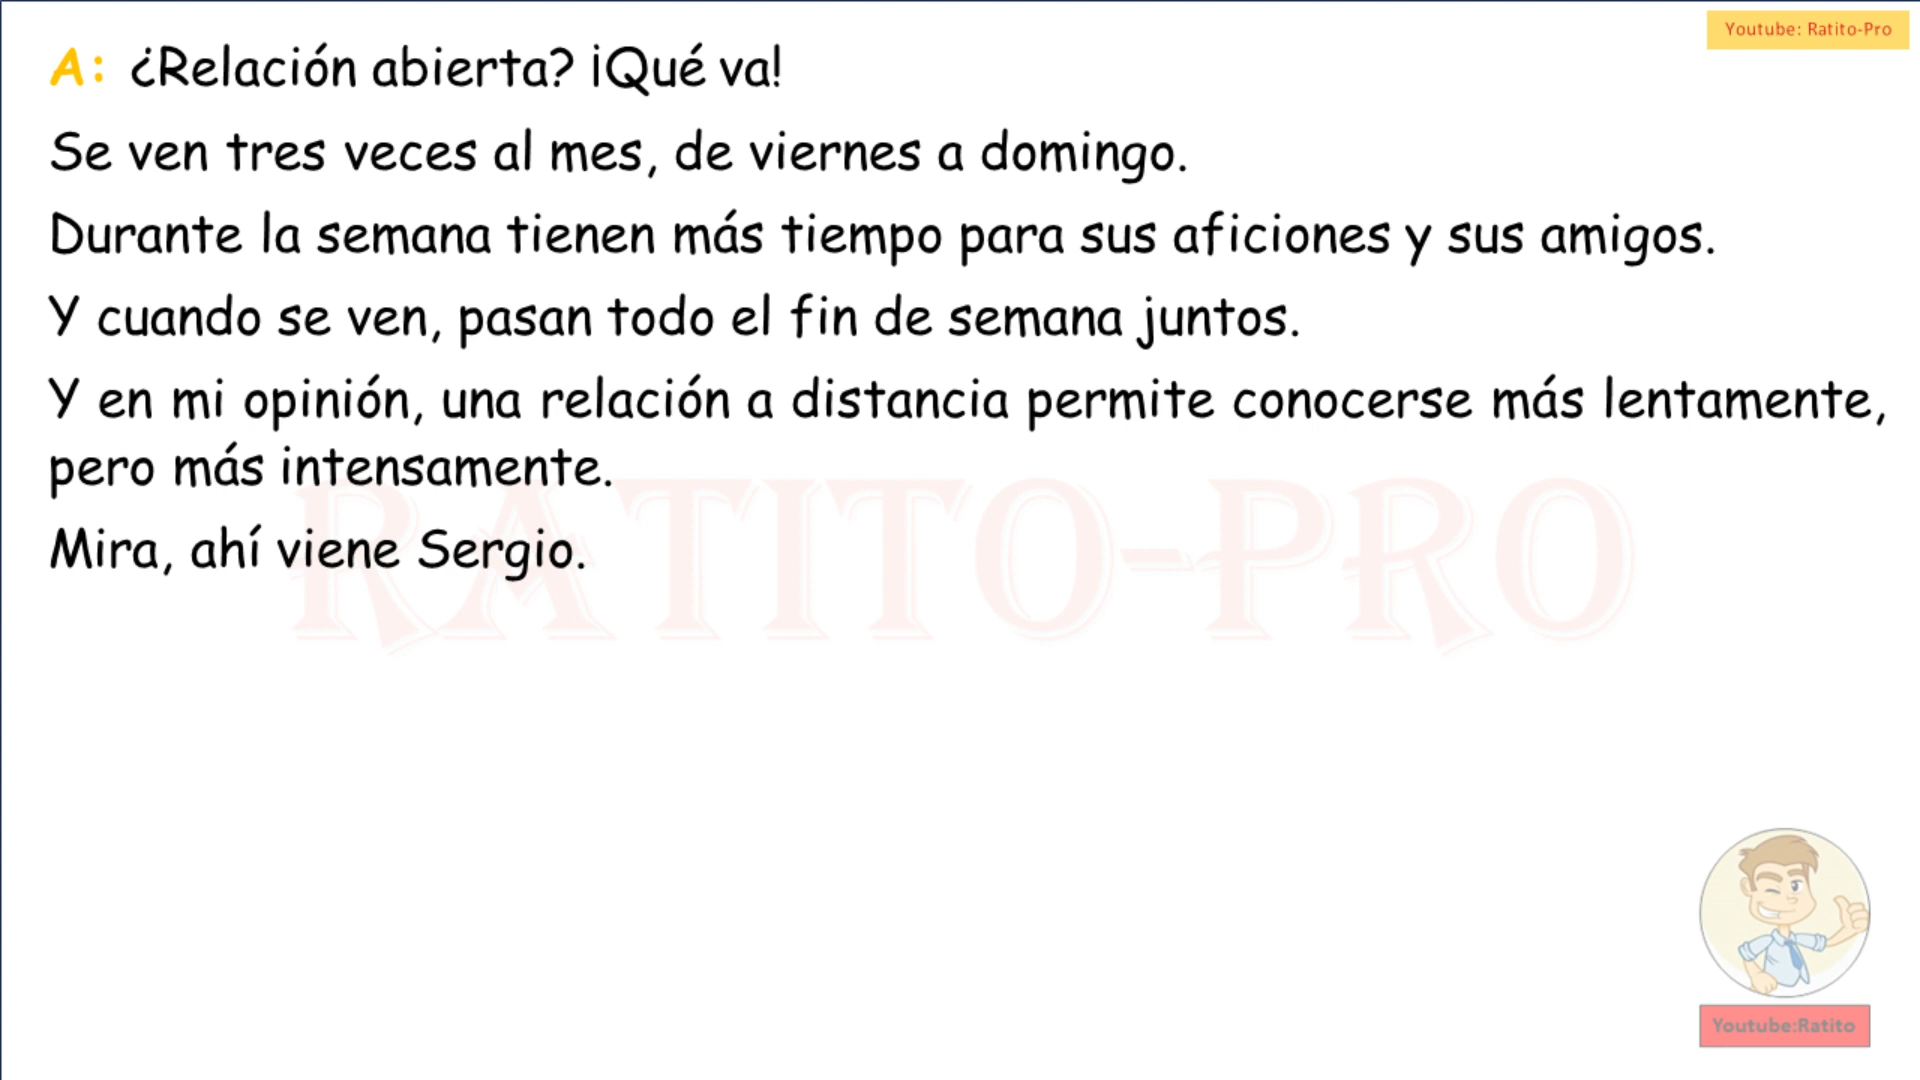 Youtube: Ratito-Pro
A: ¿Relación abierta? ¡Qué va!
Se ven tres veces al mes, de viernes a domingo.
Durante la semana tienen más tiempo para sus aficiones y sus amigos.
Y cuando se ven, pasan todo el fin de semana juntos.
Y en mi opinión, una relación a distancia permite conocerse más lentamente,
pero más intensamente.
RATITO-PRO
Mira, ahí viene Sergio.
Youtube:Ratito